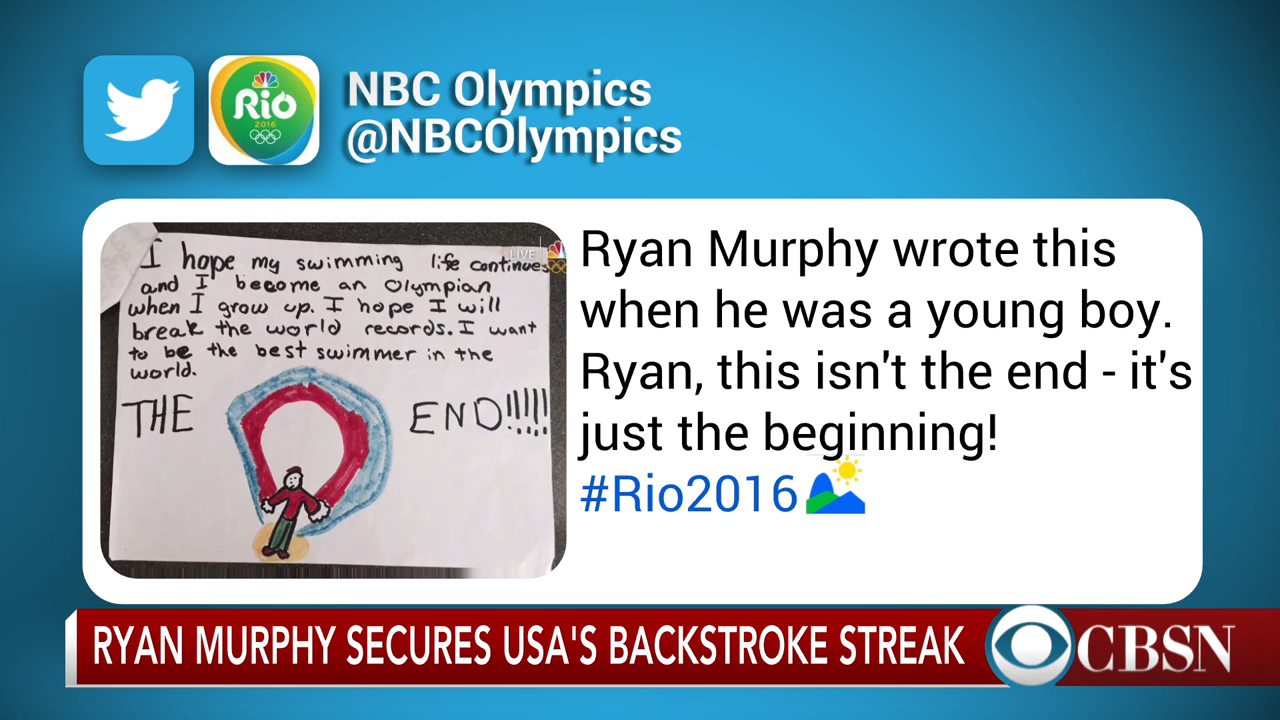 Rio
2016
NBC Olympics
@NBCOlympics
LIVE
I hope my swimming life continues
and I become an Olympian
when I grow up. I hope I will
break the world records. I want
to be the best swimmer in the
world.
THE END!!!!!
Ryan Murphy wrote this
when he was a young boy.
Ryan, this isn't the end - it's
just the beginning!
#Rio2016
RYAN MURPHY SECURES USA'S BACKSTROKE STREAK
CBSN